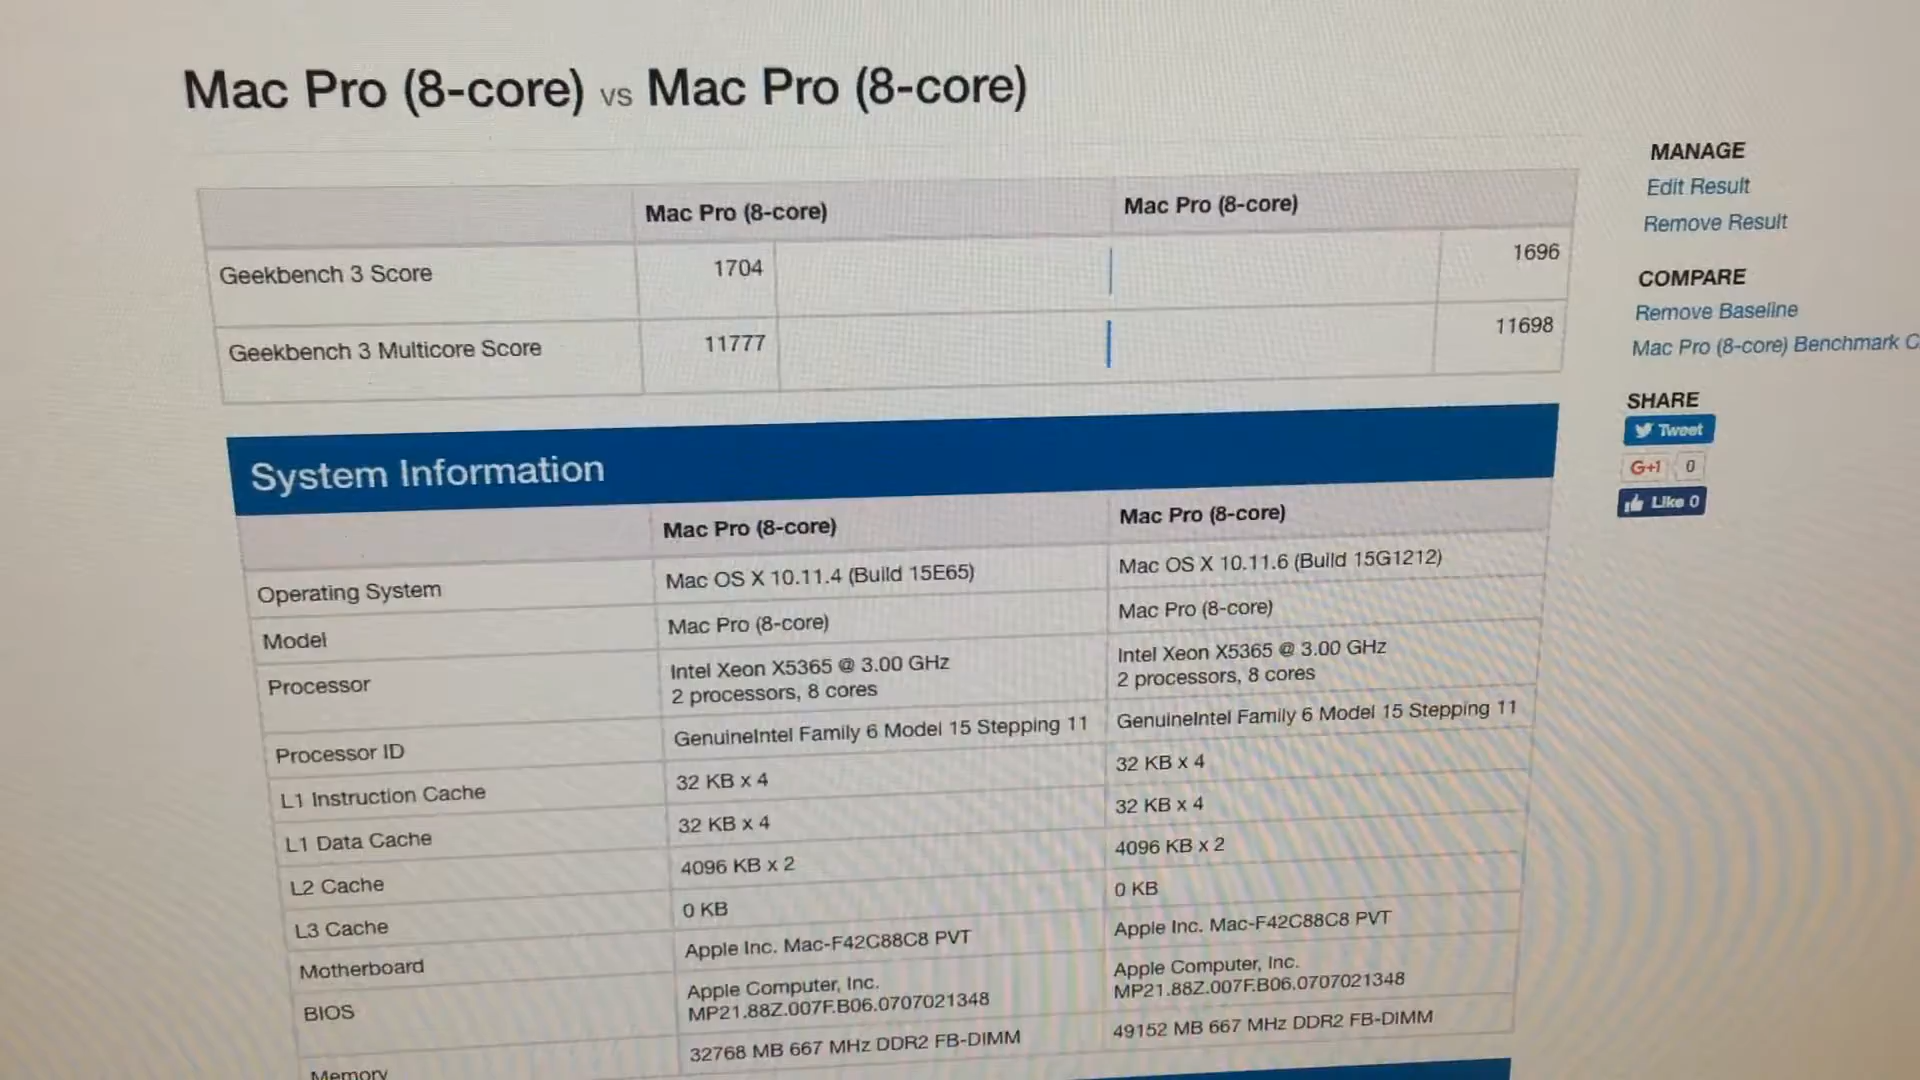 Mac Pro (8-core) vs Mac Pro (8-core)
Mac Pro (8-core) Mac Pro (8-core)
Geekbench 3 Score 1704 1696
Geekbench 3 Multicore Score 11777 11698
MANAGE
Edit Result
Remove Result
COMPARE
Remove Baseline
Mac Pro (8-core) Benchmark C
SHARE
Tweet
G+1 0
Like 0
System Information
Mac Pro (8-core) Mac Pro (8-core)
Operating System Mac OS X 10.11.4 (Build 15E65) Mac OS X 10.11.6 (Build 15G1212)
Model Mac Pro (8-core) Mac Pro (8-core)
Processor Intel Xeon X5365 @ 3.00 GHz Intel Xeon X5365 @ 3.00 GHz
2 processors, 8 cores 2 processors, 8 cores
Processor ID GenuineIntel Family 6 Model 15 Stepping 11 GenuineIntel Family 6 Model 15 Stepping 11
L1 Instruction Cache 32 KB x 4 32 KB x 4
L1 Data Cache 32 KB x 4 32 KB x 4
L2 Cache 4096 KB x 2 4096 KB x 2
L3 Cache 0 KB 0 KB
Motherboard Apple Inc. Mac-F42C88C8 PVT Apple Inc. Mac-F42C88C8 PVT
BIOS Apple Computer, Inc. Apple Computer, Inc.
MP21.88Z.007F.B06.0707021348 MP21.88Z.007F.B06.0707021348
Memory 32768 MB 667 MHz DDR2 FB-DIMM 49152 MB 667 MHz DDR2 FB-DIMM